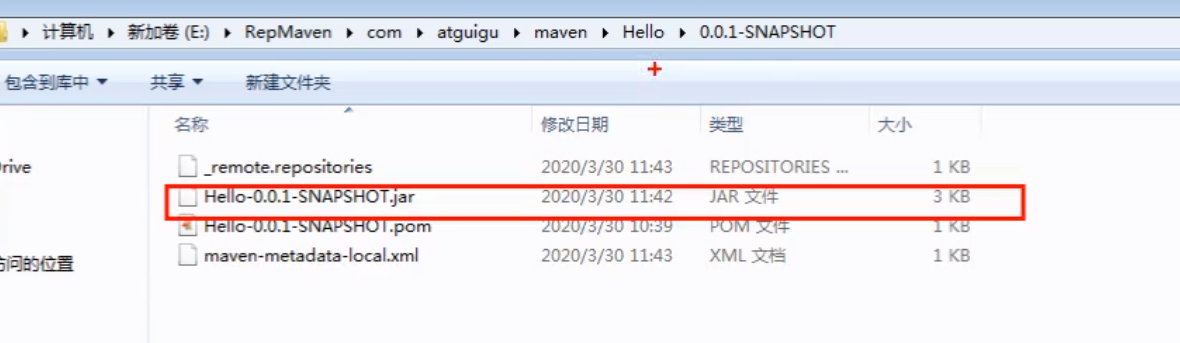 计算机 新加卷 (E:) RepMaven com atguigu maven Hello 0.0.1-SNAPSHOT
包含到库中 共享 新建文件夹
名称 修改日期 类型 大小
_remote.repositories 2020/3/30 11:43 REPOSITORIES ... 1 KB
Hello-0.0.1-SNAPSHOT.jar 2020/3/30 11:42 JAR 文件 3 KB
Hello-0.0.1-SNAPSHOT.pom 2020/3/30 10:39 POM 文件 1 KB
maven-metadata-local.xml 2020/3/30 11:43 XML 文档 1 KB
rive
问的位置